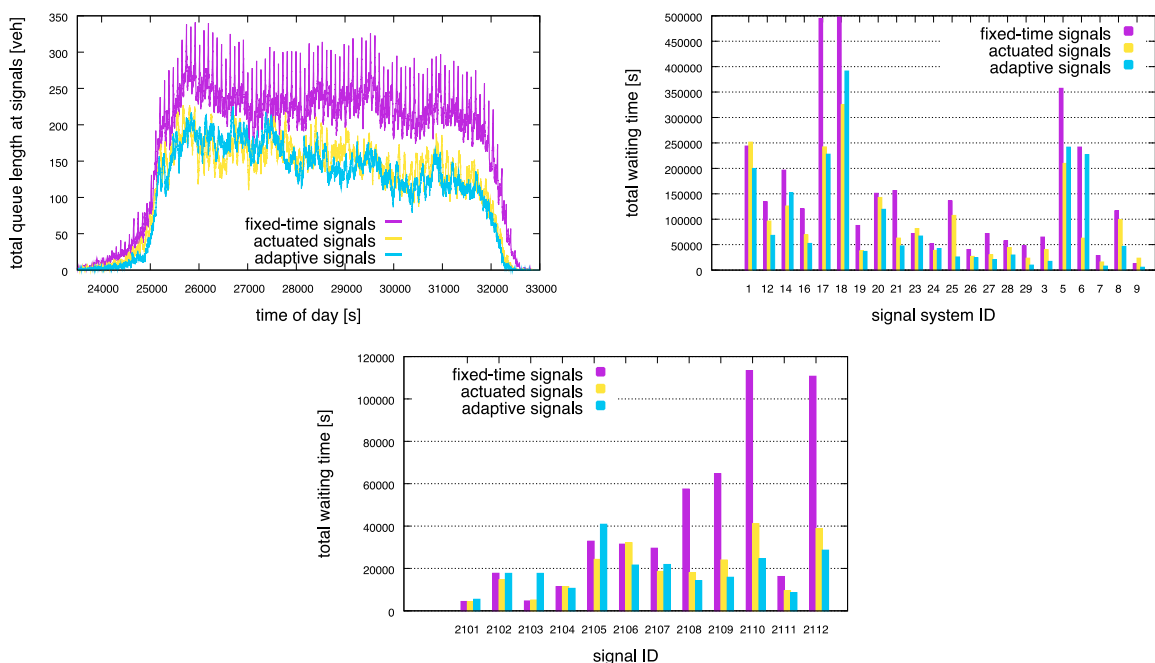 total queue length at signals [veh]
350
300
250
200
150
100
50
0
fixed-time signals
actuated signals
adaptive signals
24000 25000 26000 27000 28000 29000 30000 31000 32000 33000
time of day [s]
total waiting time [s]
500000
450000
400000
350000
300000
250000
200000
150000
100000
50000
0
fixed-time signals
actuated signals
adaptive signals
1 12 14 16 17 18 19 20 21 23 24 25 26 27 28 29 3 5 6 7 8 9
signal system ID
total waiting time [s]
120000
100000
80000
60000
40000
20000
0
fixed-time signals
actuated signals
adaptive signals
2101 2102 2103 2104 2105 2106 2107 2108 2109 2110 2111 2112
signal ID